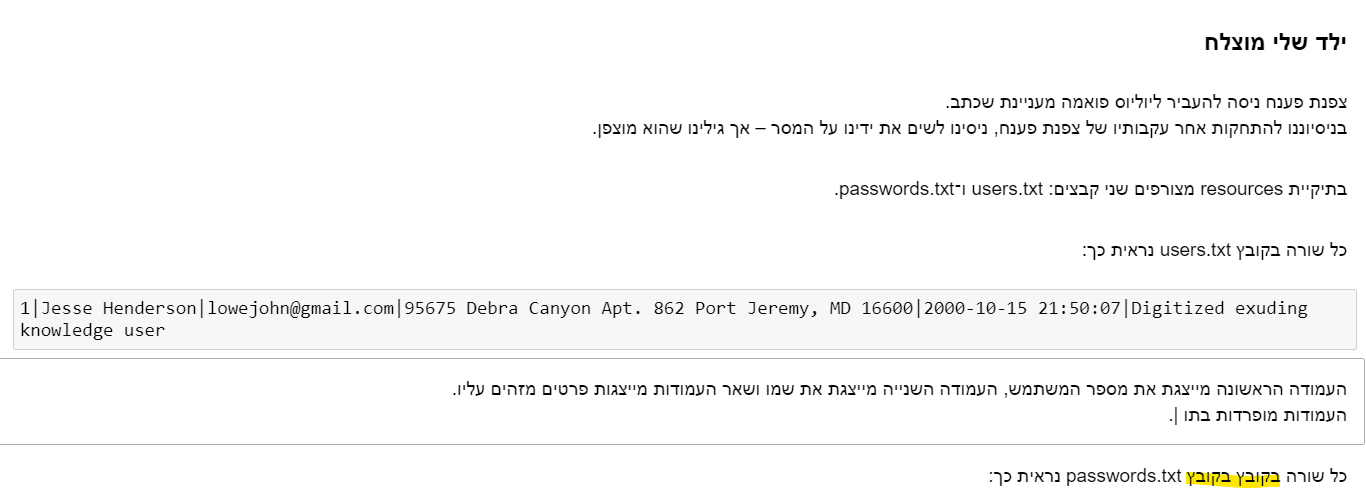 ילד שלי מוצלח
צפנת פענח ניסה להעביר ליוליוס פואמה מעניינת שכתב.
בניסיוננו להתחקות אחר עקבותיו של צפנת פענח, ניסינו לשים את ידינו על המסר – אך גילינו שהוא מוצפן.
בתיקיית resources מצורפים שני קבצים: users.txt ו־passwords.txt.
כל שורה בקובץ users.txt נראית כך:
1|Jesse Henderson|lowejohn@gmail.com|95675 Debra Canyon Apt. 862 Port Jeremy, MD 16600|2000-10-15 21:50:07|Digitized exuding
knowledge user
העמודה הראשונה מייצגת את מספר המשתמש, העמודה השנייה מייצגת את שמו ושאר העמודות מייצגות פרטים מזהים עליו.
העמודות מופרדות בתו |.
כל שורה בקובץ בקובץ passwords.txt נראית כך: